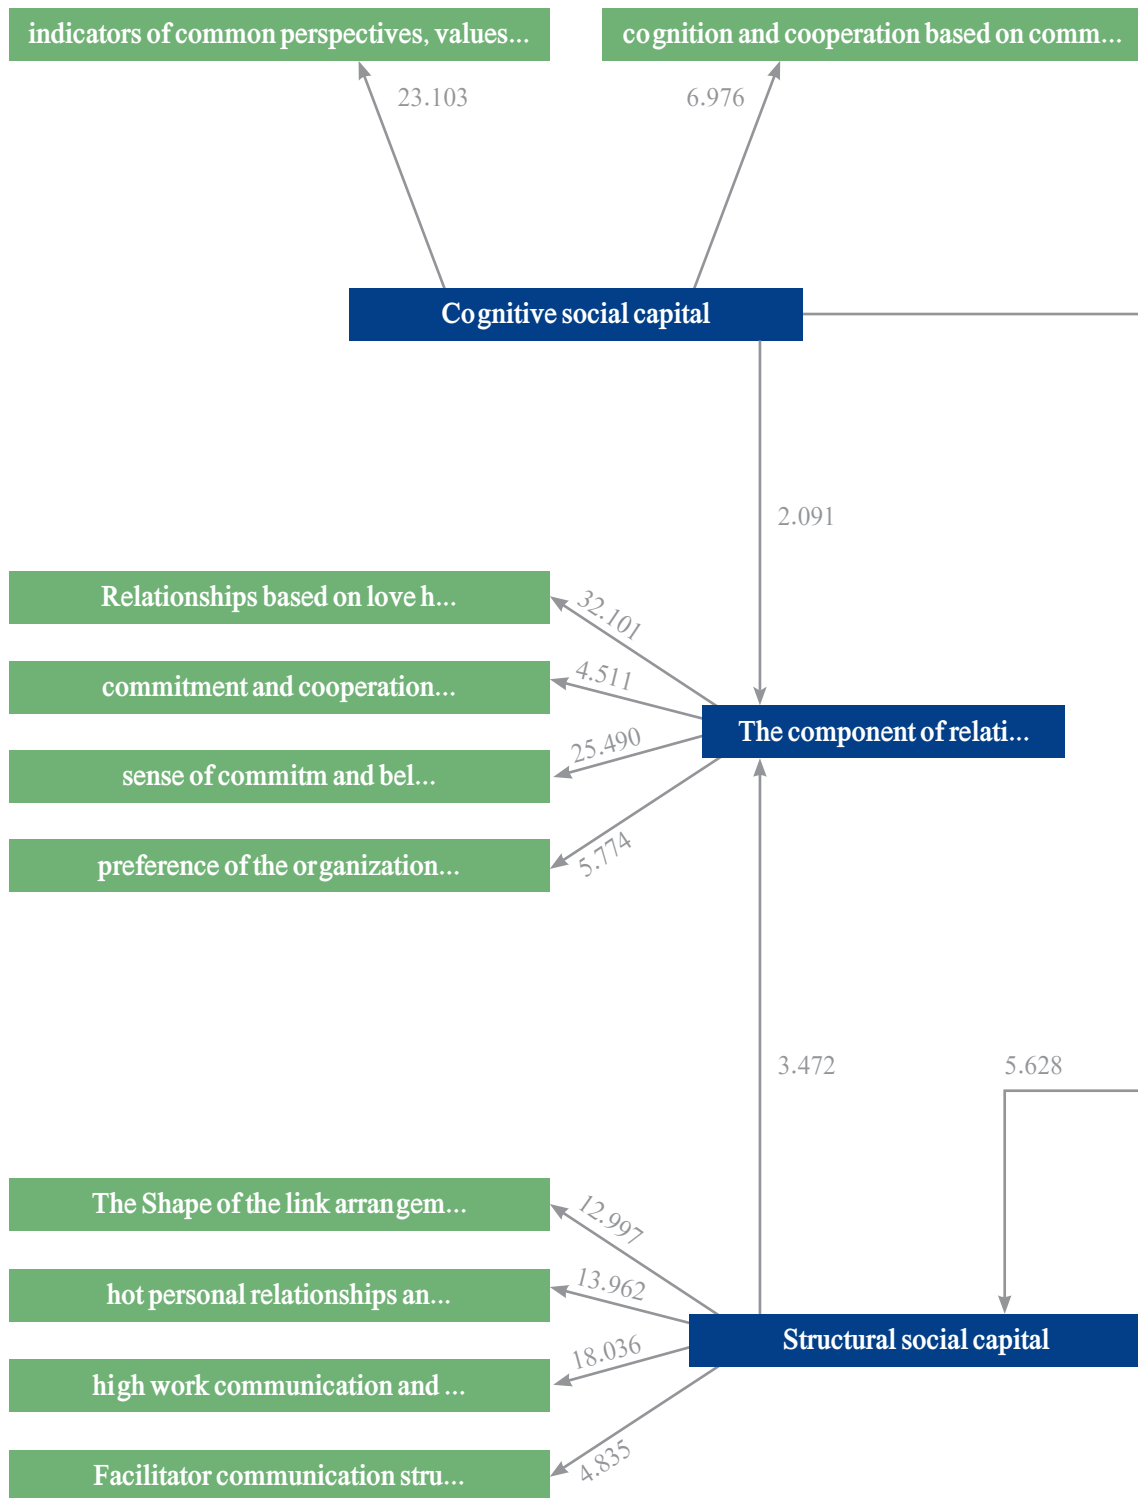 indicators of common perspectives, values...
cognition and cooperation based on comm...
23.103
6.976
Cognitive social capital
2.091
Relationships based on love h...
32.101
commitment and cooperation...
4.511
The component of relati...
sense of commitm and bel...
25.490
preference of the organization...
5.774
3.472
5.628
The Shape of the link arrangem...
12.997
hot personal relationships an...
13.962
Structural social capital
high work communication and ...
18.036
Facilitator communication stru...
4.835